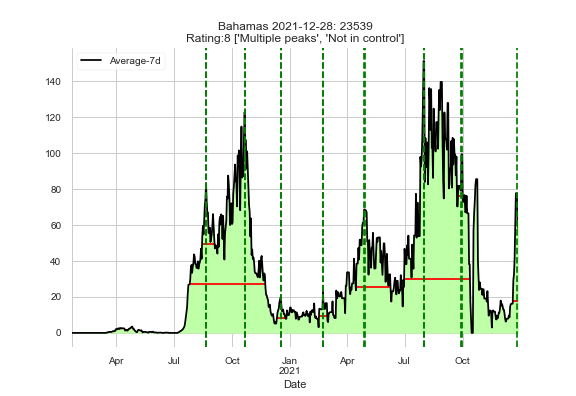 Bahamas 2021-12-28: 23539
Rating:8 ['Multiple peaks', 'Not in control']
Average-7d
140
120
100
80
60
40
20
0
Apr Jul Oct Jan Apr Jul Oct
2021
Date